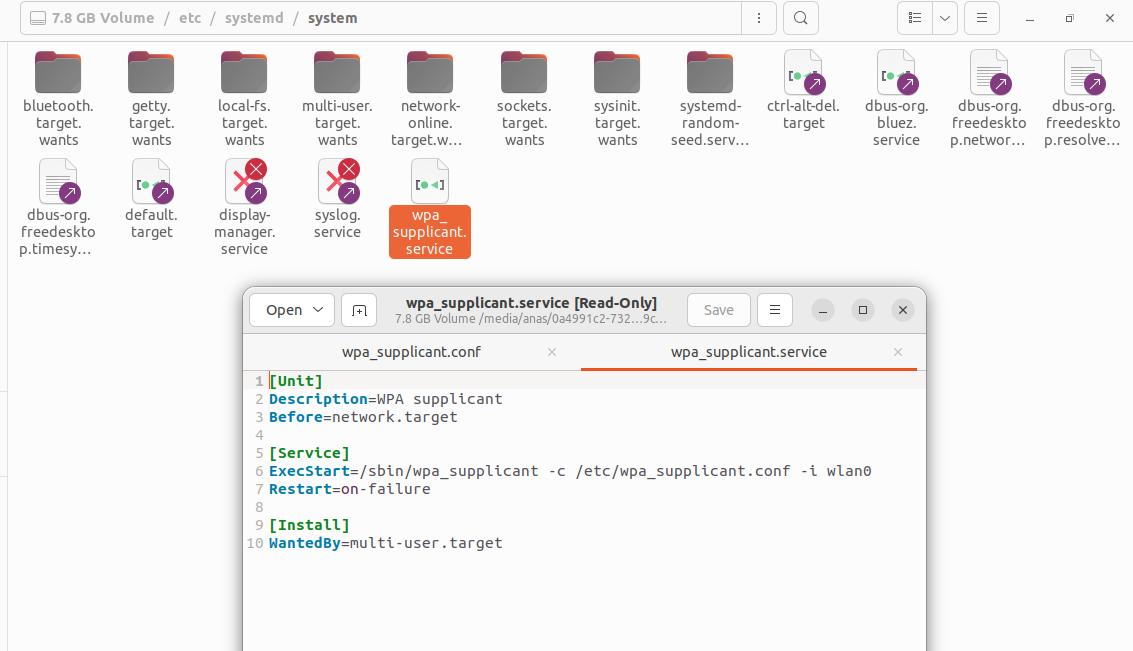 7.8 GB Volume / etc / systemd / system
bluetooth.
target.
wants
getty.
target.
wants
local-fs.
target.
wants
multi-user.
target.
wants
network-
online.
target.w...
sockets.
target.
wants
sysinit.
target.
wants
systemd-
random-
seed.serv...
ctrl-alt-del.
target
dbus-org.
bluez.
service
dbus-org.
freedeskto
p.networ...
dbus-org.
freedeskto
p.resolve...
dbus-org.
freedeskto
p.timesy...
default.
target
display-
manager.
service
syslog.
service
wpa_
supplicant.
service
Open
wpa_supplicant.service [Read-Only]
7.8 GB Volume /media/anas/0a4991c2-732...9c...
Save
wpa_supplicant.conf
wpa_supplicant.service
1 [Unit]
2 Description=WPA supplicant
3 Before=network.target
4
5 [Service]
6 ExecStart=/sbin/wpa_supplicant -c /etc/wpa_supplicant.conf -i wlan0
7 Restart=on-failure
8
9 [Install]
10 WantedBy=multi-user.target